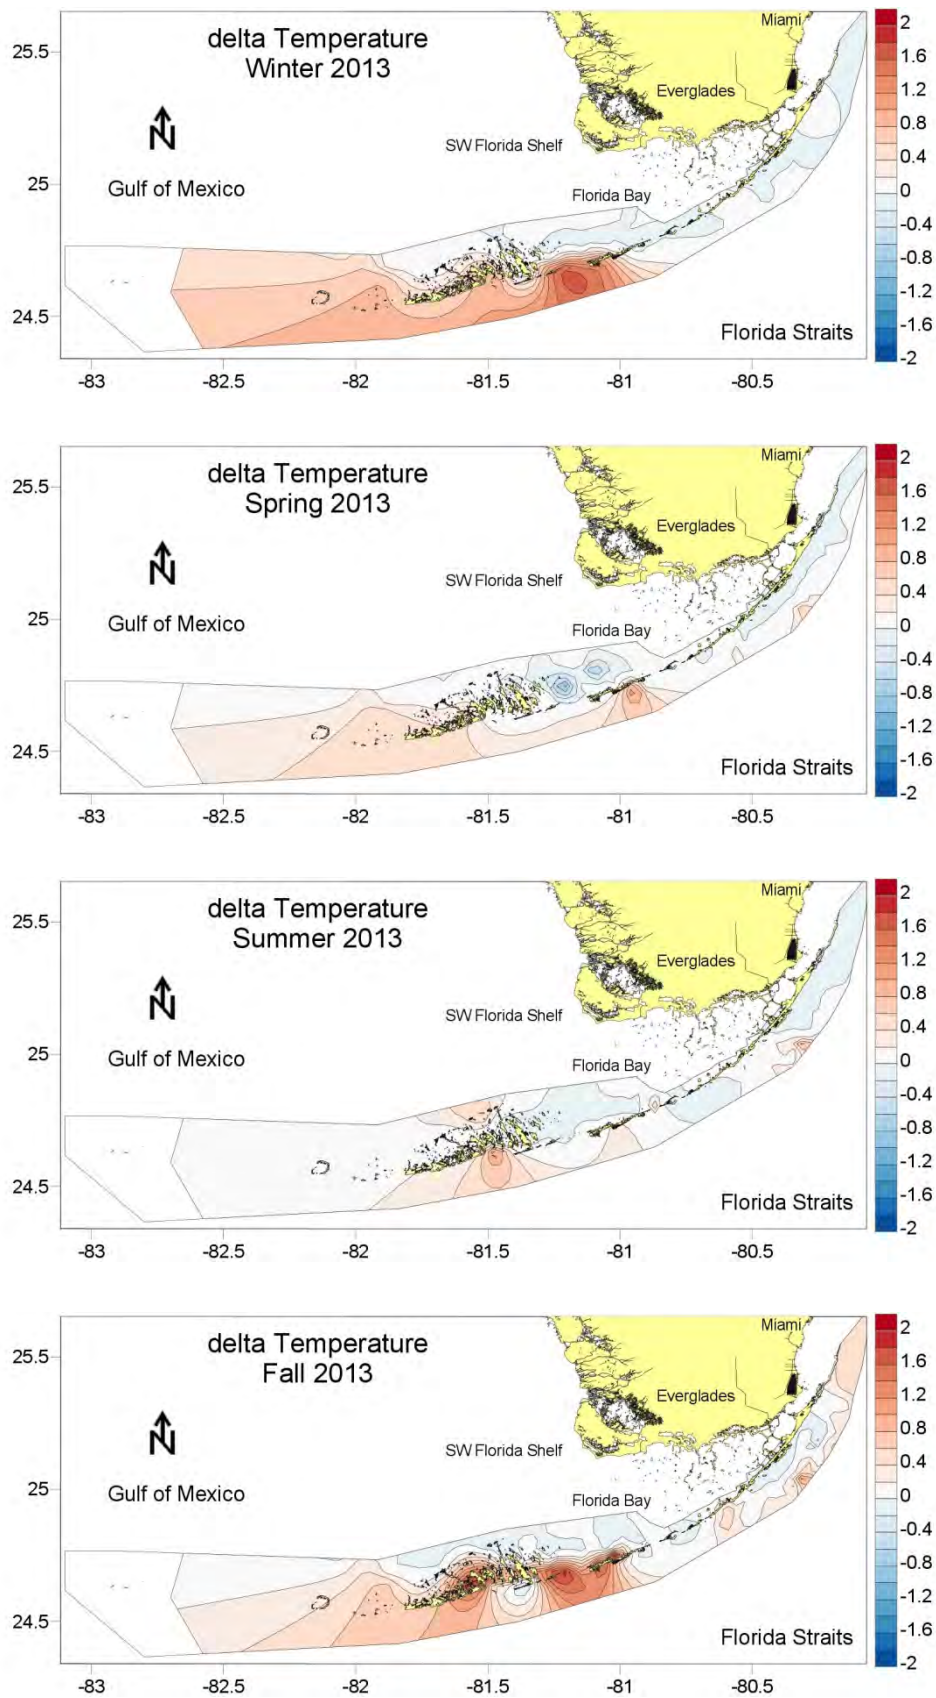 delta Temperature
Winter 2013
N
Gulf of Mexico
Miami
Everglades
SW Florida Shelf
Florida Bay
Florida Straits
25.5
25
24.5
-83
-82.5
-82
-81.5
-81
-80.5
2
1.6
1.2
0.8
0.4
0
-0.4
-0.8
-1.2
-1.6
-2
delta Temperature
Spring 2013
N
Gulf of Mexico
Miami
Everglades
SW Florida Shelf
Florida Bay
Florida Straits
25.5
25
24.5
-83
-82.5
-82
-81.5
-81
-80.5
2
1.6
1.2
0.8
0.4
0
-0.4
-0.8
-1.2
-1.6
-2
delta Temperature
Summer 2013
N
Gulf of Mexico
Miami
Everglades
SW Florida Shelf
Florida Bay
Florida Straits
25.5
25
24.5
-83
-82.5
-82
-81.5
-81
-80.5
2
1.6
1.2
0.8
0.4
0
-0.4
-0.8
-1.2
-1.6
-2
delta Temperature
Fall 2013
N
Gulf of Mexico
Miami
Everglades
SW Florida Shelf
Florida Bay
Florida Straits
25.5
25
24.5
-83
-82.5
-82
-81.5
-81
-80.5
2
1.6
1.2
0.8
0.4
0
-0.4
-0.8
-1.2
-1.6
-2